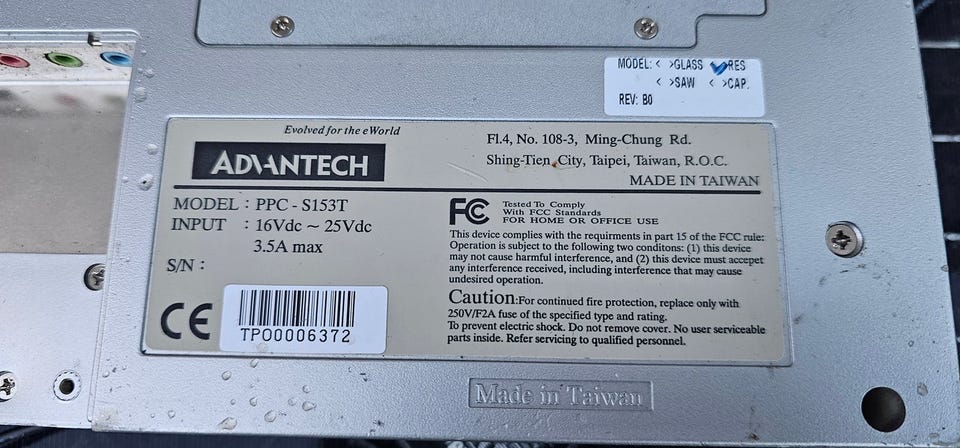 MODEL: < >GLASS < >RES
< >SAW < >CAP.
REV: B0
Evolved for the eWorld
ADVANTECH
Fl.4, No. 108-3, Ming-Chung Rd.
Shing-Tien City, Taipei, Taiwan, R.O.C.
MADE IN TAIWAN
MODEL : PPC - S153T
INPUT : 16Vdc ~ 25Vdc
3.5A max
S/N :
CE
TPO0006372
FC
Tested To Comply
With FCC Standards
FOR HOME OR OFFICE USE
This device complies with the requirments in part 15 of the FCC rule:
Operation is subject to the following two conditons: (1) this device
may not cause harmful interference, and (2) this device must accepet
any interference received, including interference that may cause
undesired operation.
Caution:For continued fire protection, replace only with
250V/F2A fuse of the specified type and rating.
To prevent electric shock. Do not remove cover. No user serviceable
parts inside. Refer servicing to qualified personnel.
Made in Taiwan